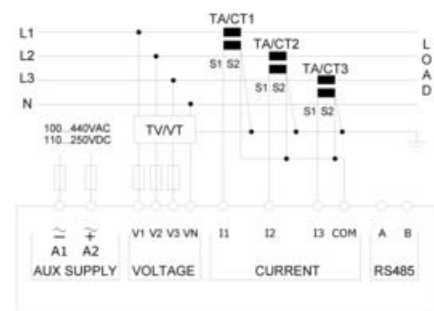 TA/CT1
L1
L2
TA/CT2
L3
S1 S2
TA/CT3
N
S1 S2
S1 S2
LOAD
100...440VAC
110...250VDC
TV/VT
V1 V2 V3 VN
I1 I2 I3 COM
A B
A1 A2
AUX SUPPLY VOLTAGE CURRENT RS485